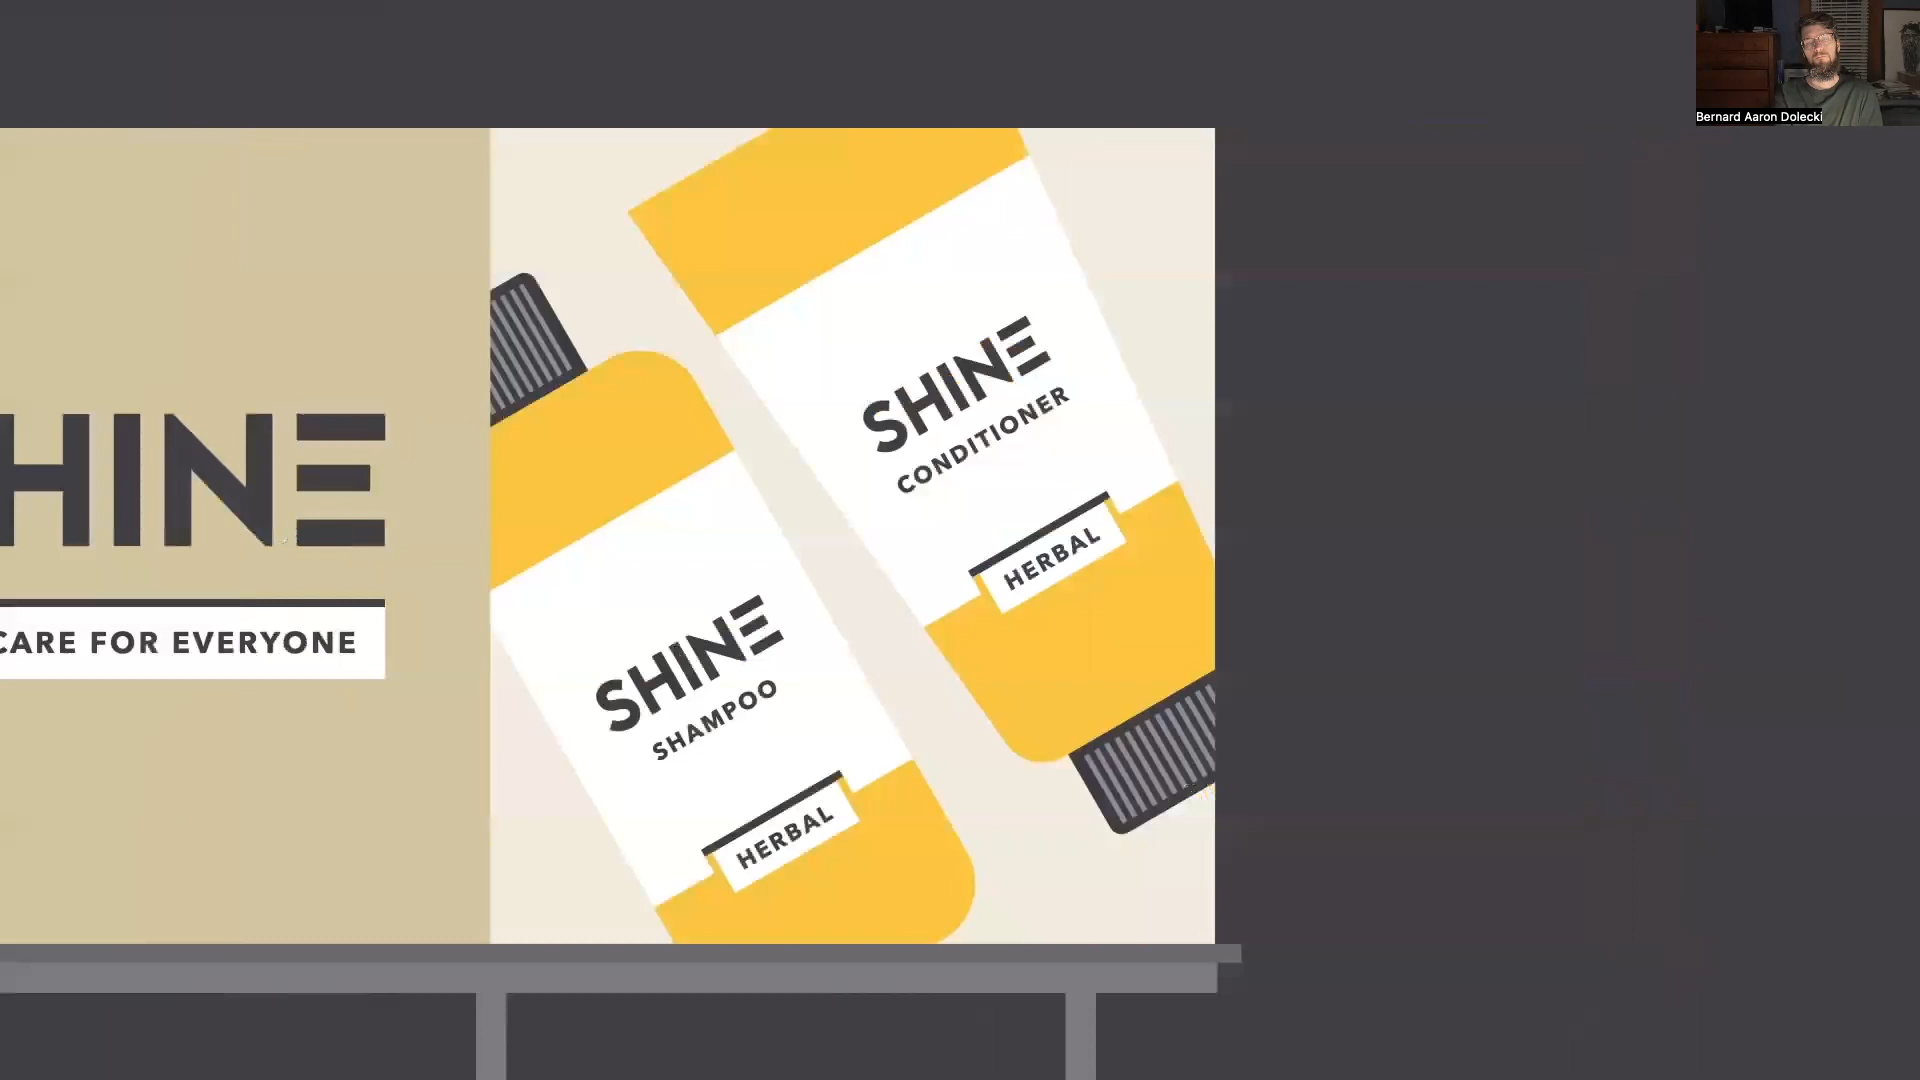 Bernard Aaron Dolecki
SHINE
CONDITIONER
HERBAL
HINE
CARE FOR EVERYONE
SHINE
SHAMPOO
HERBAL